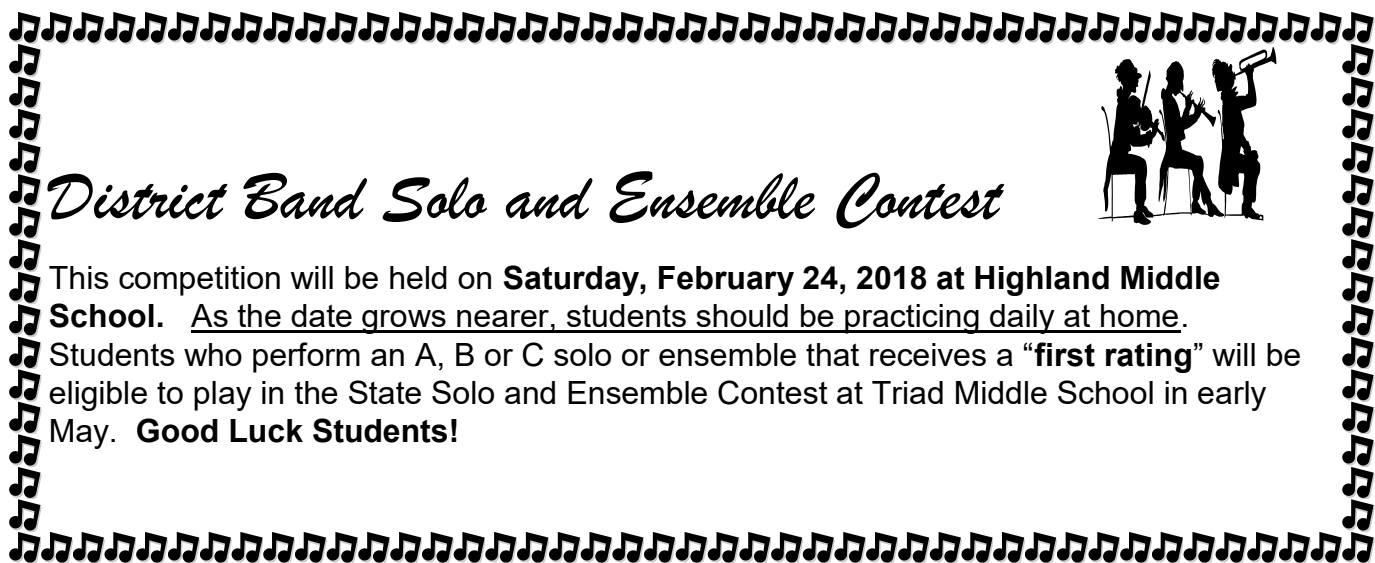 District Band Solo and Ensemble Contest
This competition will be held on Saturday, February 24, 2018 at Highland Middle
School.   As the date grows nearer, students should be practicing daily at home.
Students who perform an A, B or C solo or ensemble that receives a “first rating” will be
eligible to play in the State Solo and Ensemble Contest at Triad Middle School in early
May.  Good Luck Students!